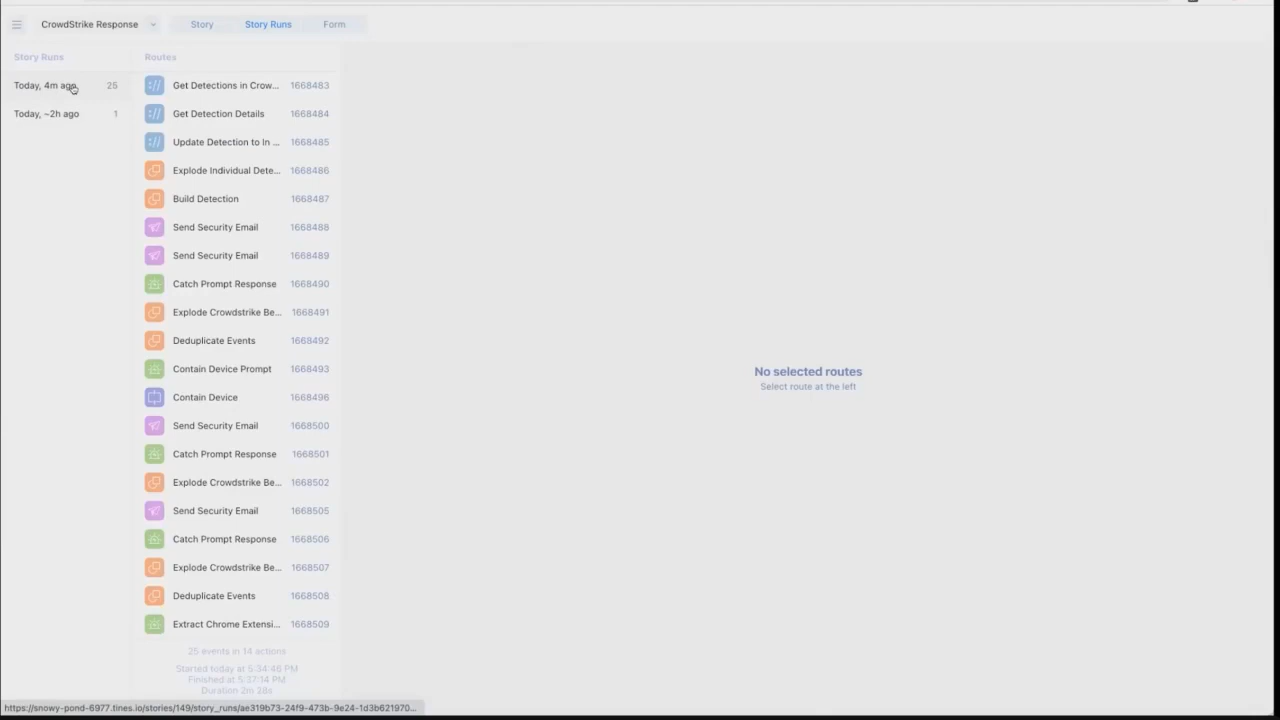 CrowdStrike Response
Story
Story Runs
Form
Story Runs
Routes
Today, 4m ago 25
Today, ~2h ago 1
Get Detections in Crow... 1668483
Get Detection Details 1668484
Update Detection to In ... 1668485
Explode Individual Dete... 1668486
Build Detection 1668487
Send Security Email 1668488
Send Security Email 1668489
Catch Prompt Response 1668490
Explode Crowdstrike Be... 1668491
Deduplicate Events 1668492
Contain Device Prompt 1668493
Contain Device 1668496
Send Security Email 1668500
Catch Prompt Response 1668501
Explode Crowdstrike Be... 1668502
Send Security Email 1668505
Catch Prompt Response 1668506
Explode Crowdstrike Be... 1668507
Deduplicate Events 1668508
Extract Chrome Extensi... 1668509
25 events in 14 actions
Started today at 5:34:46 PM
Finished at 5:37:14 PM
Duration 2m 28s
No selected routes
Select route at the left
https://snowy-pond-6977.tines.io/stories/149/story_runs/ae319b73-24f9-473b-9e24-1d3b621970...